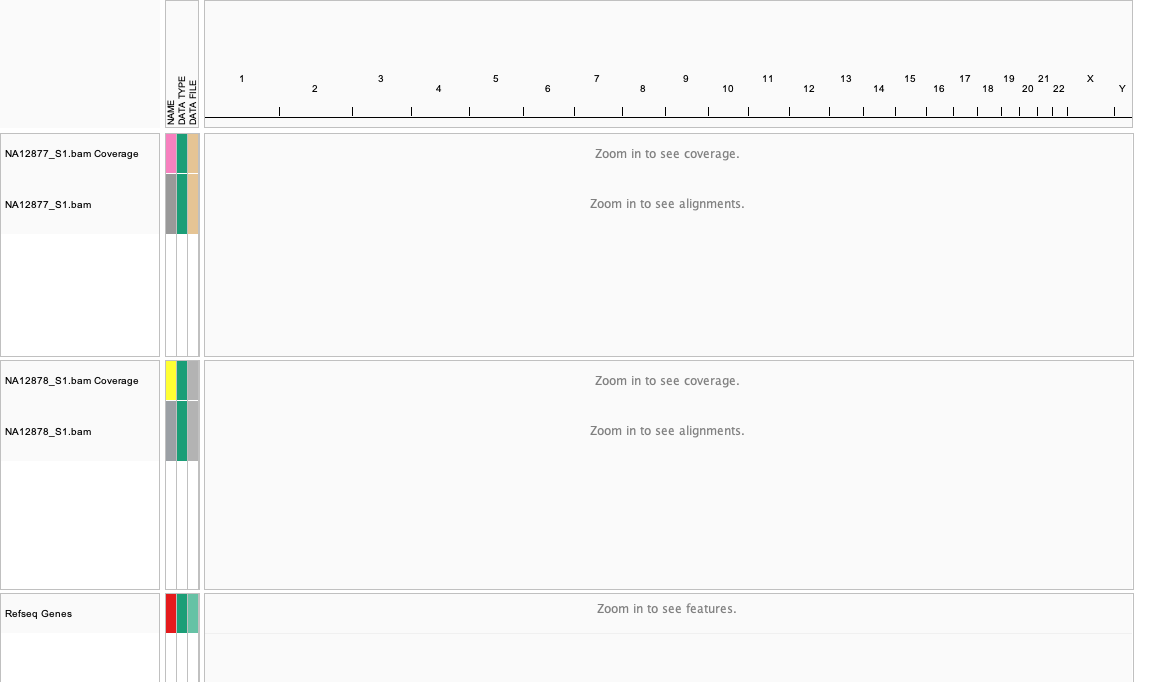 NAME
DATA TYPE
DATA FILE
1 3 5 7 9 11 13 15 17 19 21 X
2 4 6 8 10 12 14 16 18 20 22 Y
NA12877_S1.bam Coverage
Zoom in to see coverage.
NA12877_S1.bam
Zoom in to see alignments.
NA12878_S1.bam Coverage
Zoom in to see coverage.
NA12878_S1.bam
Zoom in to see alignments.
Refseq Genes
Zoom in to see features.